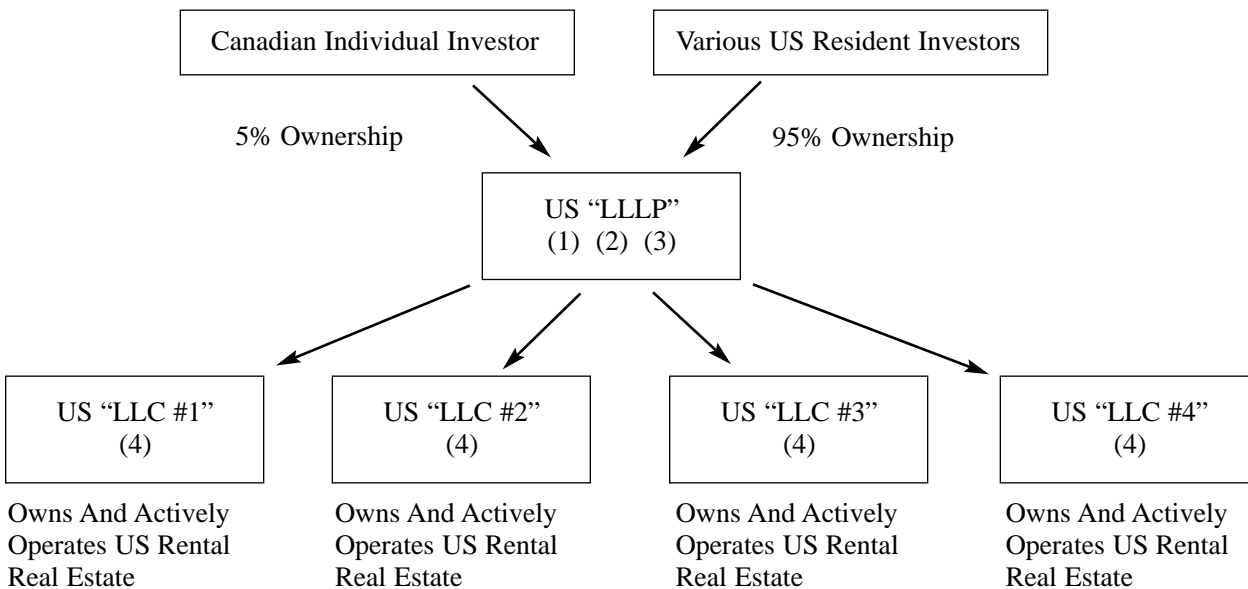 Canadian Individual Investor
Various US Resident Investors
5% Ownership
95% Ownership
US “LLLP”
(1) (2) (3)
US “LLC #1”
(4)
US “LLC #2”
(4)
US “LLC #3”
(4)
US “LLC #4”
(4)
Owns And Actively
Operates US Rental
Real Estate
Owns And Actively
Operates US Rental
Real Estate
Owns And Actively
Operates US Rental
Real Estate
Owns And Actively
Operates US Rental
Real Estate